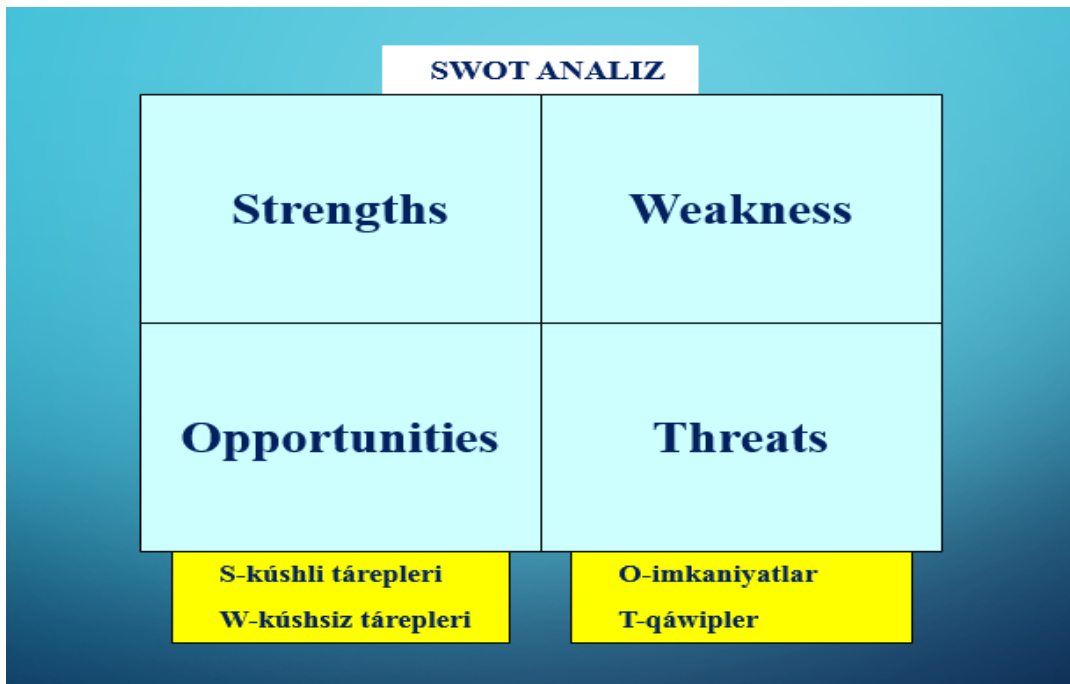 SWOT ANALIZ
Strengths
Weakness
Opportunities
Threats
S-kúshli tárepleri
W-kúshsiz tárepleri
O-imkaniyatlar
T-qáwipler